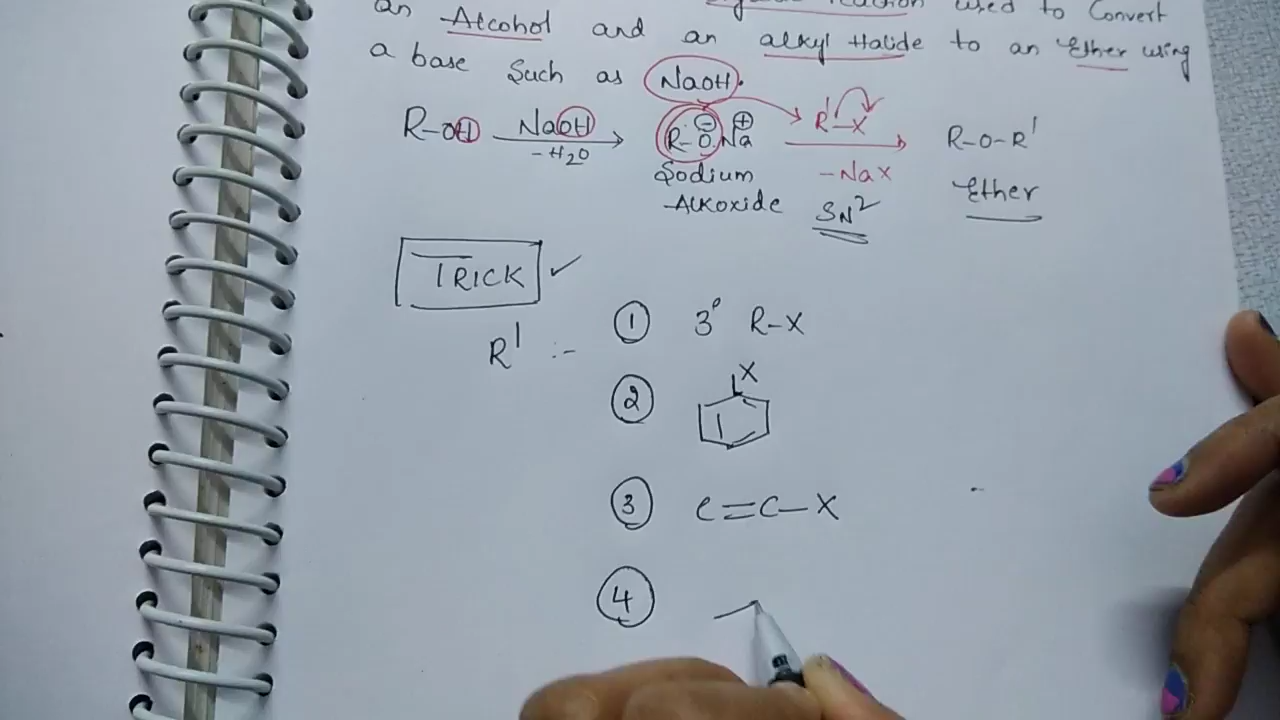 an Alcohol and an alkyl Halide to an Ether using
a base Such as NaOH.
R-OH NaOH -H2O R-O⊖ Na⊕ R'-X -NaX R-O-R'
Sodium Alkoxide SN2 Ether
TRICK ✓
R' :- ① 3° R-X
② X
③ C=C-X
④